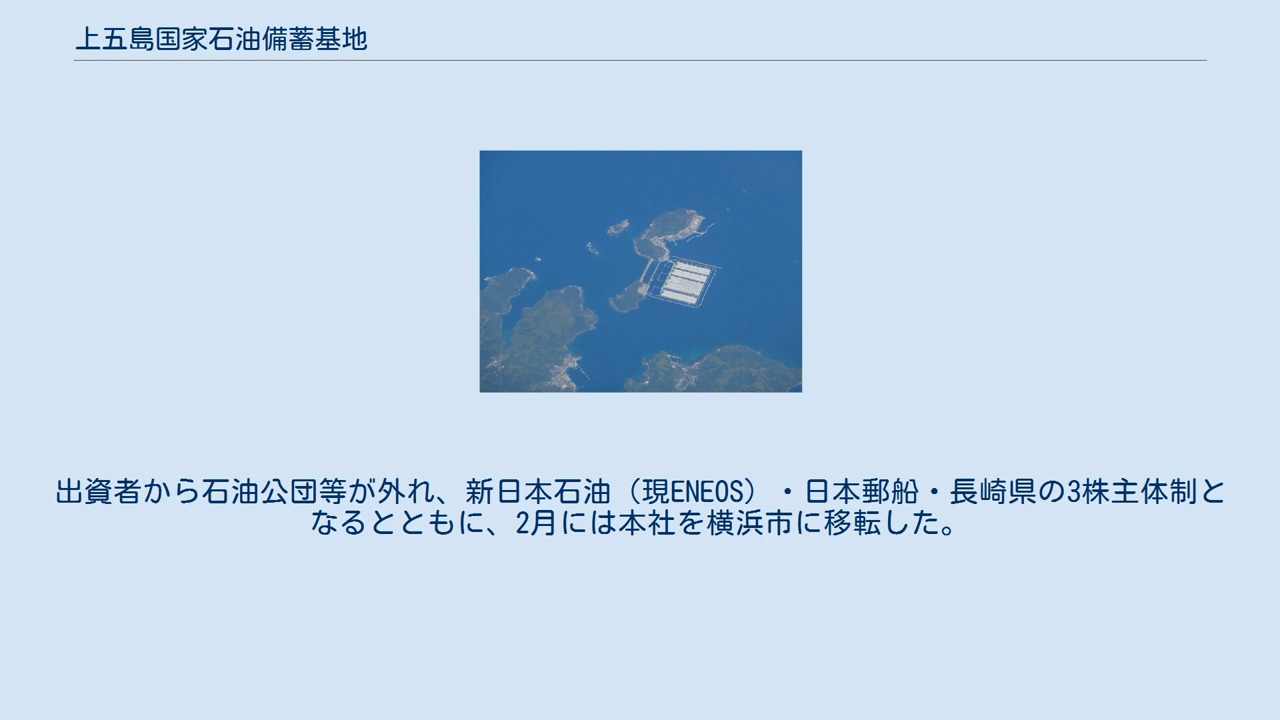 上五島国家石油備蓄基地
出資者から石油公団等が外れ、新日本石油（現ENEOS）・日本郵船・長崎県の3株主体制と
なるとともに、2月には本社を横浜市に移転した。